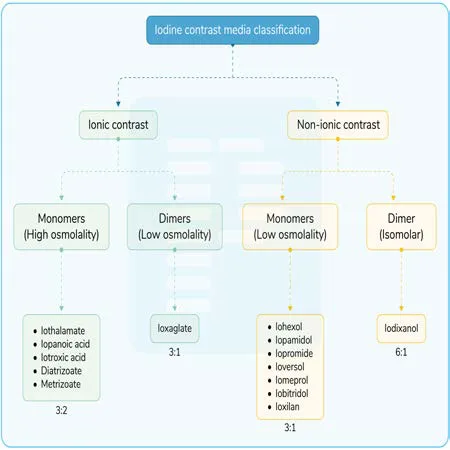 Iodine contrast media classification
Ionic contrast
Non-ionic contrast
Monomers
(High osmolality)
Dimers
(Low osmolality)
Monomers
(Low osmolality)
Dimer
(Isomolar)
• Iothalamate
• Iopanoic acid
• Iotroxic acid
• Diatrizoate
• Metrizoate
3:2
Ioxaglate
3:1
• Iohexol
• Iopamidol
• Iopromide
• Ioversol
• Iomeprol
• Iobitridol
• Ioxilan
3:1
Iodixanol
6:1